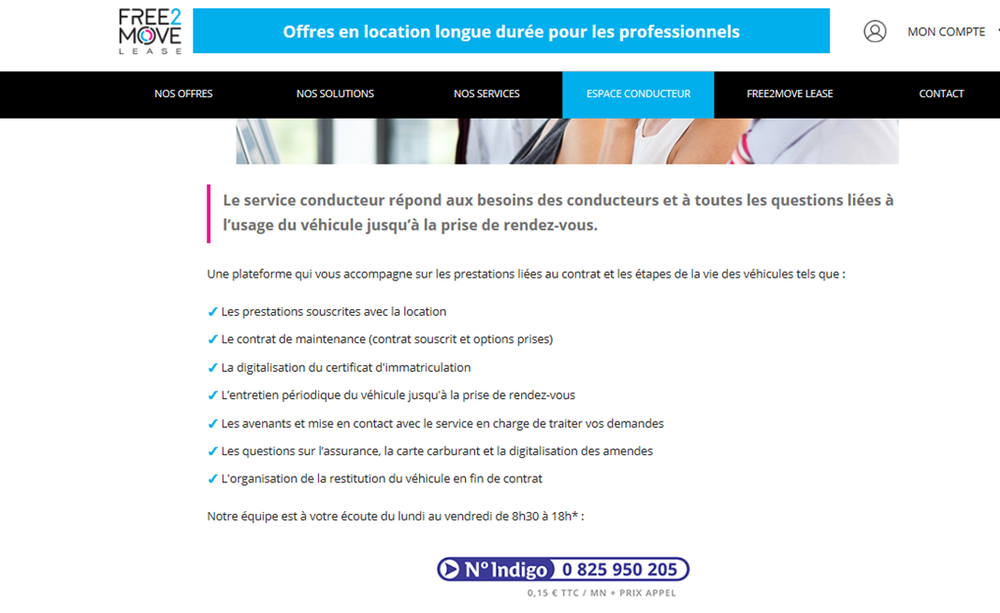 FREE2
MOVE
LEASE
Offres en location longue durée pour les professionnels
MON COMPTE
NOS OFFRES
NOS SOLUTIONS
NOS SERVICES
ESPACE CONDUCTEUR
FREE2MOVE LEASE
CONTACT
Le service conducteur répond aux besoins des conducteurs et à toutes les questions liées à
l’usage du véhicule jusqu’à la prise de rendez-vous.
Une plateforme qui vous accompagne sur les prestations liées au contrat et les étapes de la vie des véhicules tels que :
✓ Les prestations souscrites avec la location
✓ Le contrat de maintenance (contrat souscrit et options prises)
✓ La digitalisation du certificat d'immatriculation
✓ L’entretien périodique du véhicule jusqu'à la prise de rendez-vous
✓ Les avenants et mise en contact avec le service en charge de traiter vos demandes
✓ Les questions sur l’assurance, la carte carburant et la digitalisation des amendes
✓ L'organisation de la restitution du véhicule en fin de contrat
Notre équipe est à votre écoute du lundi au vendredi de 8h30 à 18h* :
N° Indigo 0 825 950 205
0,15 € TTC / MN + PRIX APPEL